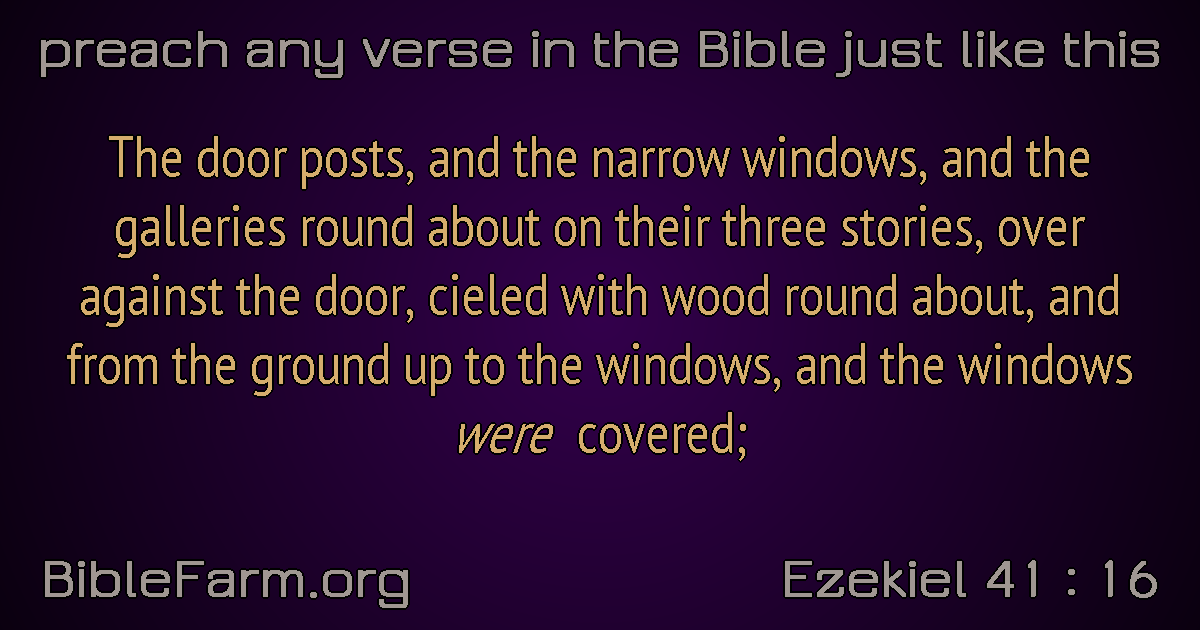 preach any verse in the Bible just like this
The door posts, and the narrow windows, and the
galleries round about on their three stories, over
against the door, cieled with wood round about, and
from the ground up to the windows, and the windows
were covered;
BibleFarm.org
Ezekiel 41 : 16